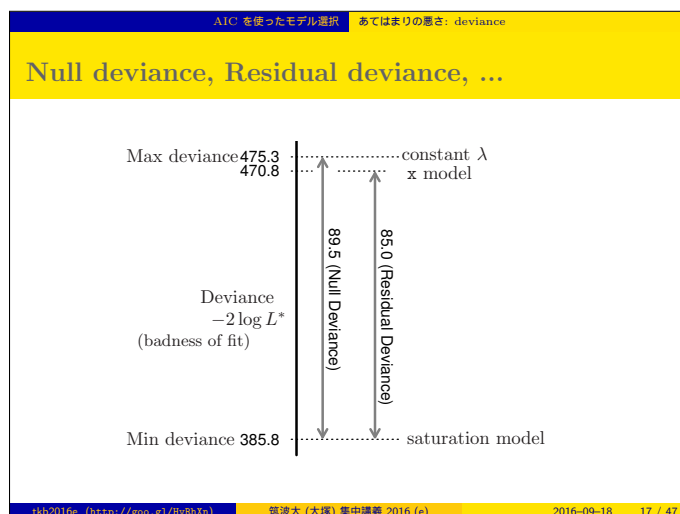 AIC を使ったモデル選択 あてはまりの悪さ: deviance
Null deviance, Residual deviance, ...
Max deviance 475.3 constant λ
470.8 x model
89.5 (Null Deviance)
85.0 (Residual Deviance)
Deviance
−2 log L*
(badness of fit)
Min deviance 385.8 saturation model
tkb2016e (http://goo.gl/HvRhXn) 筑波大 (大塚) 集中講義 2016 (e) 2016–09–18 17 / 47